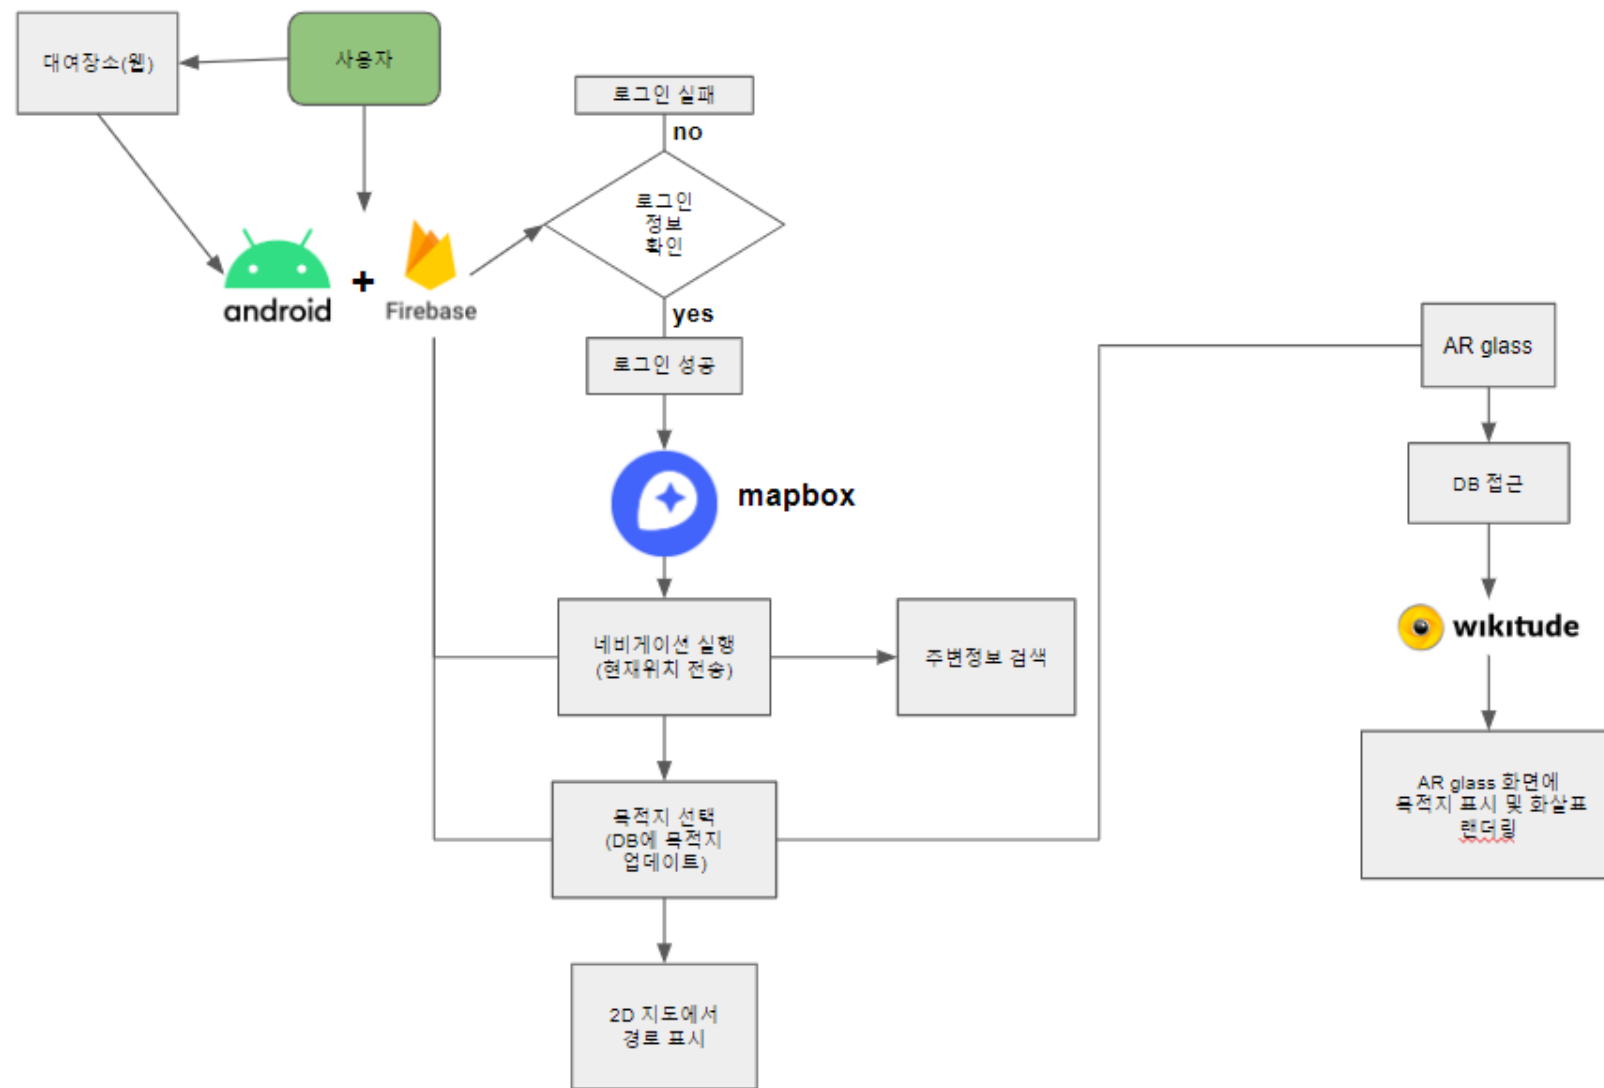 대여장소(웹)
사용자
로그인 실패
no
로그인
정보
확인
android
+
Firebase
yes
로그인 성공
mapbox
네비게이션 실행
(현재위치 전송)
주변정보 검색
목적지 선택
(DB에 목적지
업데이트)
2D 지도에서
경로 표시
AR glass
DB 접근
wikitude
AR glass 화면에
목적지 표시 및 화살표
랜더링